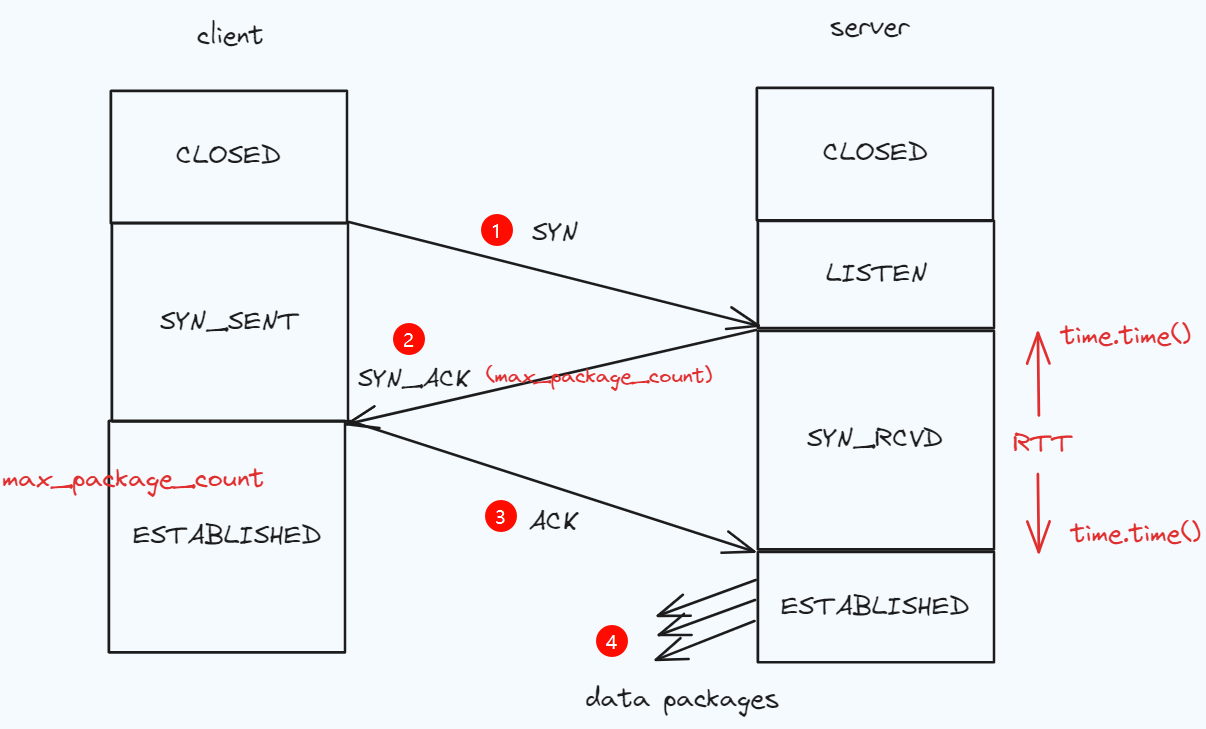 client
server
CLOSED
CLOSED
1 SYN
LISTEN
SYN_SENT
2
time.time()
SYN_ACK (max_package_count)
SYN_RCVD
RTT
max_package_count
3 ACK
ESTABLISHED
time.time()
ESTABLISHED
4
data packages